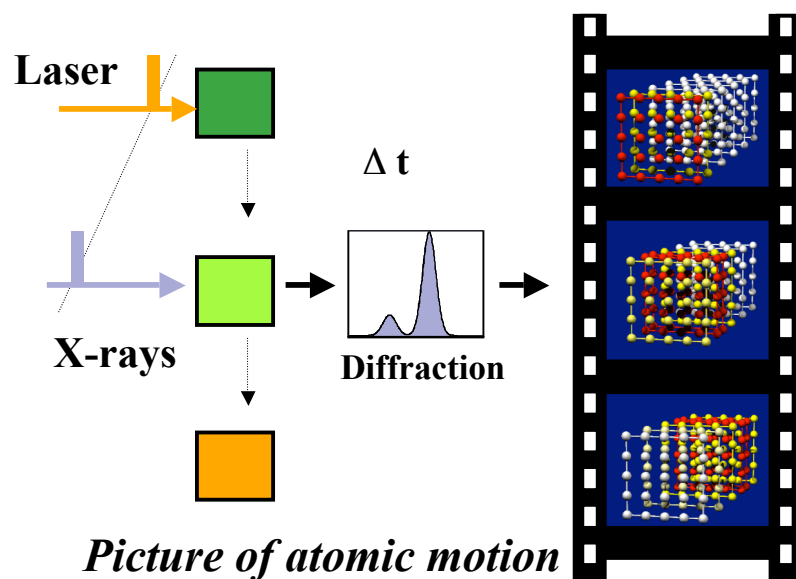 Laser
Δ t
X-rays
Diffraction
Picture of atomic motion